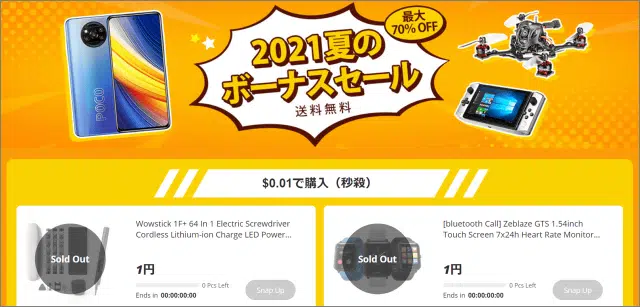 最大
70% OFF
2021夏の
ボーナスセール
送料無料
POCO
$0.01で購入（秒殺）
Wowstick 1F+ 64 In 1 Electric Screwdriver
Cordless Lithium-ion Charge LED Power...
Sold Out
1円
0 Pcs Left
Ends in 00:00:00:00
Snap Up
[bluetooth Call] Zeblaze GTS 1.54inch
Touch Screen 7x24h Heart Rate Monitor...
Sold Out
1円
0 Pcs Left
Ends in 00:00:00:00
Snap Up